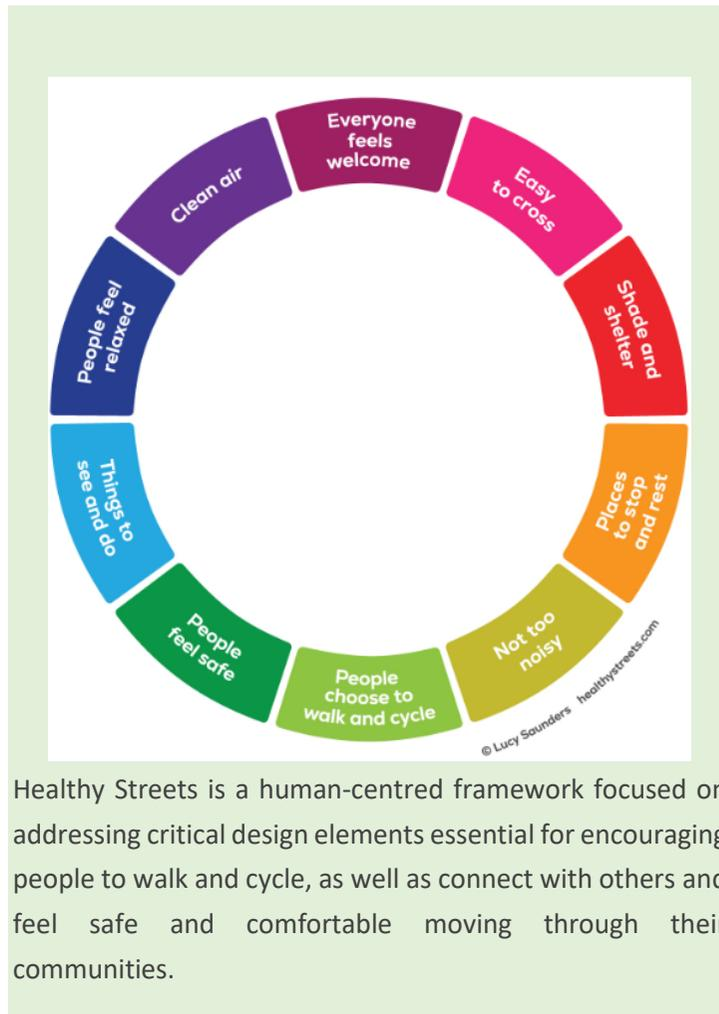 Everyone
feels
welcome
Easy
to cross
Shade and
shelter
Places
to stop
and rest
Not too
noisy
People
choose to
walk and cycle
People
feel safe
Things to
see and do
People feel
relaxed
Clean air
© Lucy Saunders healthystreets.com
Healthy Streets is a human-centred framework focused on
addressing critical design elements essential for encouraging
people to walk and cycle, as well as connect with others and
feel safe and comfortable moving through their
communities.